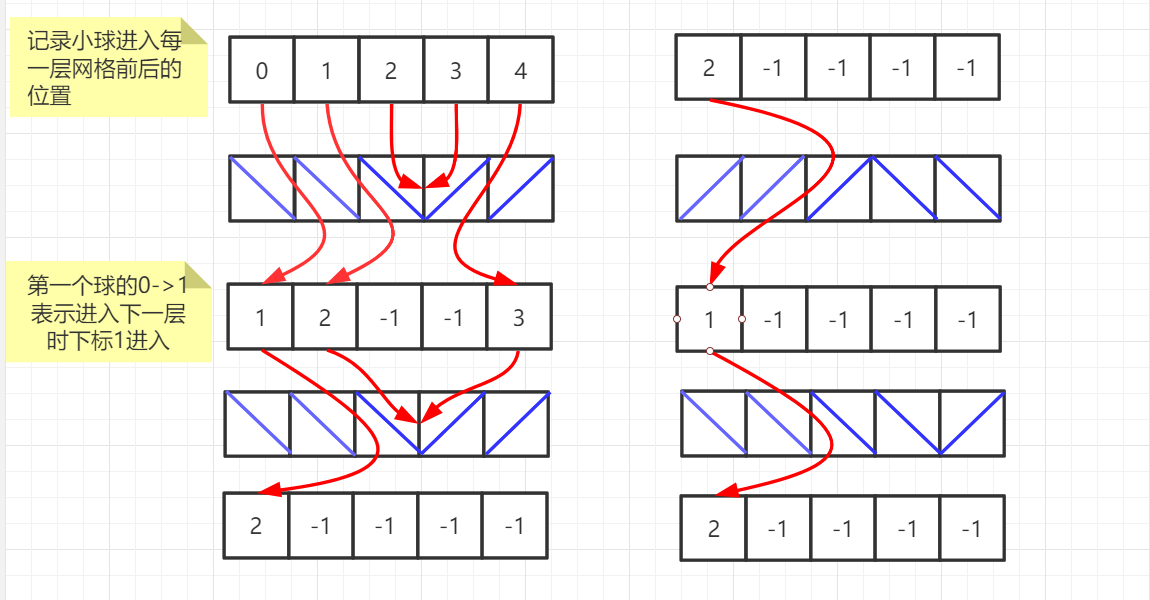 记录小球进入每
一层网格前后的
位置
0 1 2 3 4
2 -1 -1 -1 -1
第一个球的0->1
表示进入下一层
时下标1进入
1 2 -1 -1 3
1 -1 -1 -1 -1
2 -1 -1 -1 -1
2 -1 -1 -1 -1